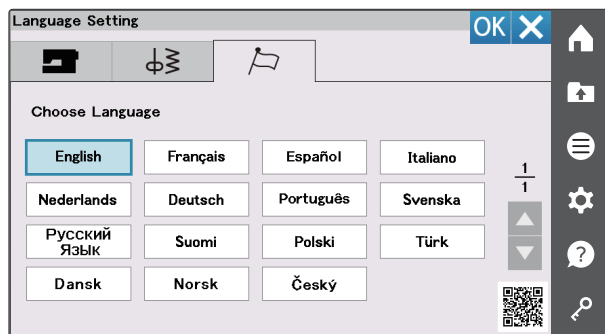 Language Setting
OK
Choose Language
English
Français
Español
Italiano
1
1
Nederlands
Deutsch
Português
Svenska
Русский
Язык
Suomi
Polski
Türk
Dansk
Norsk
Český
?